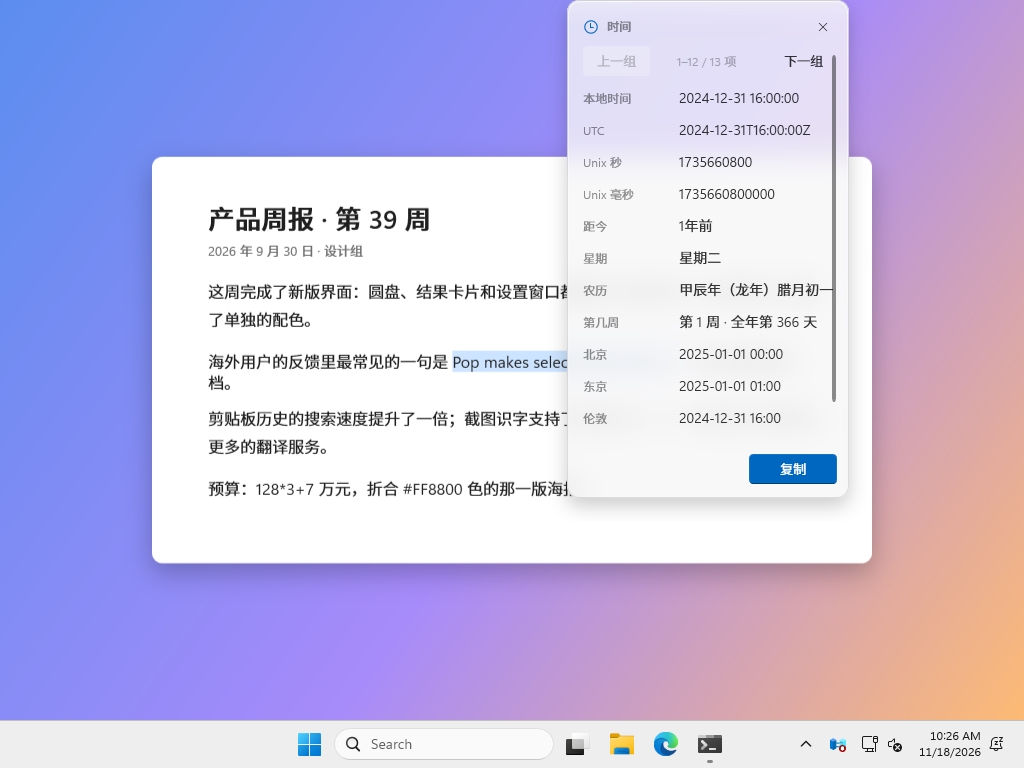 时间
上一组 1–12 / 13 项 下一组
本地时间 2024-12-31 16:00:00
UTC 2024-12-31T16:00:00Z
Unix 秒 1735660800
Unix 毫秒 1735660800000
距今 1年前
星期 星期二
农历 甲辰年（龙年）腊月初一
第几周 第 1 周 · 全年第 366 天
北京 2025-01-01 00:00
东京 2025-01-01 01:00
伦敦 2024-12-31 16:00
复制
产品周报 · 第 39 周
2026 年 9 月 30 日 · 设计组
这周完成了新版界面：圆盘、结果卡片和设置窗口
了单独的配色。
海外用户的反馈里最常见的一句是 Pop makes selec
档。
剪贴板历史的搜索速度提升了一倍；截图识字支持
更多的翻译服务。
预算：128*3+7 万元，折合 #FF8800 色的那一版海
Search
10:26 AM
11/18/2026